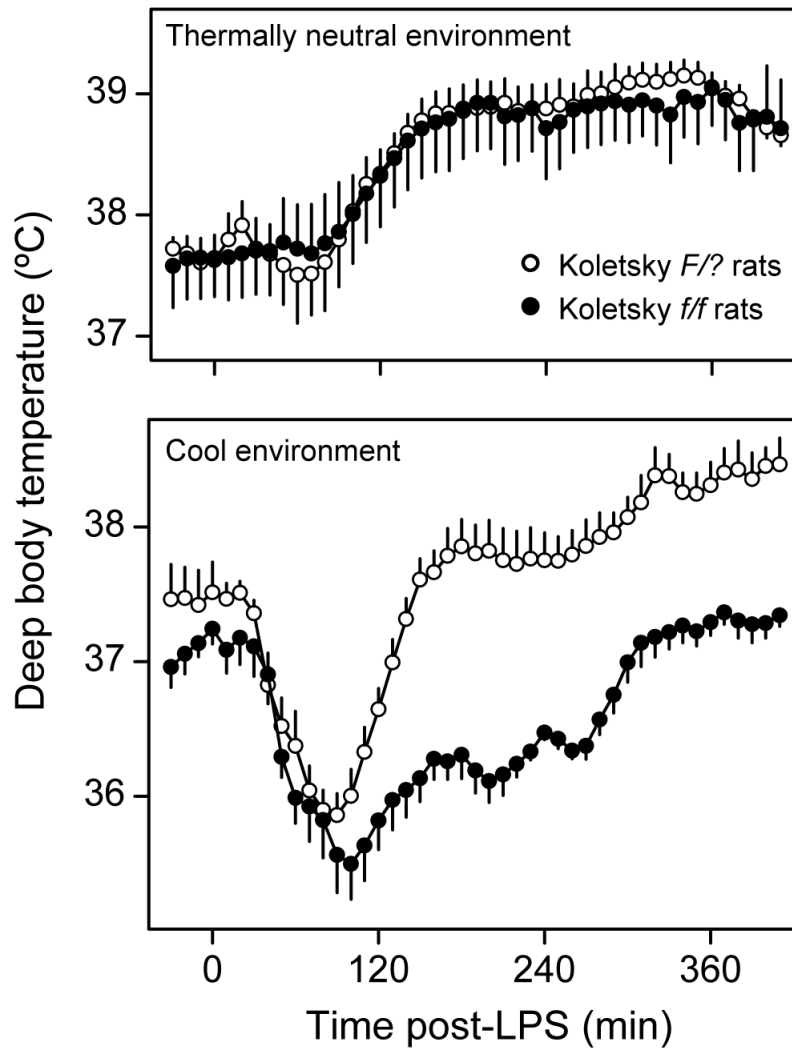 Thermally neutral environment
39
38
37
Koletsky F/? rats
Koletsky f/f rats
Deep body temperature (ºC)
Cool environment
38
37
36
0 120 240 360
Time post-LPS (min)